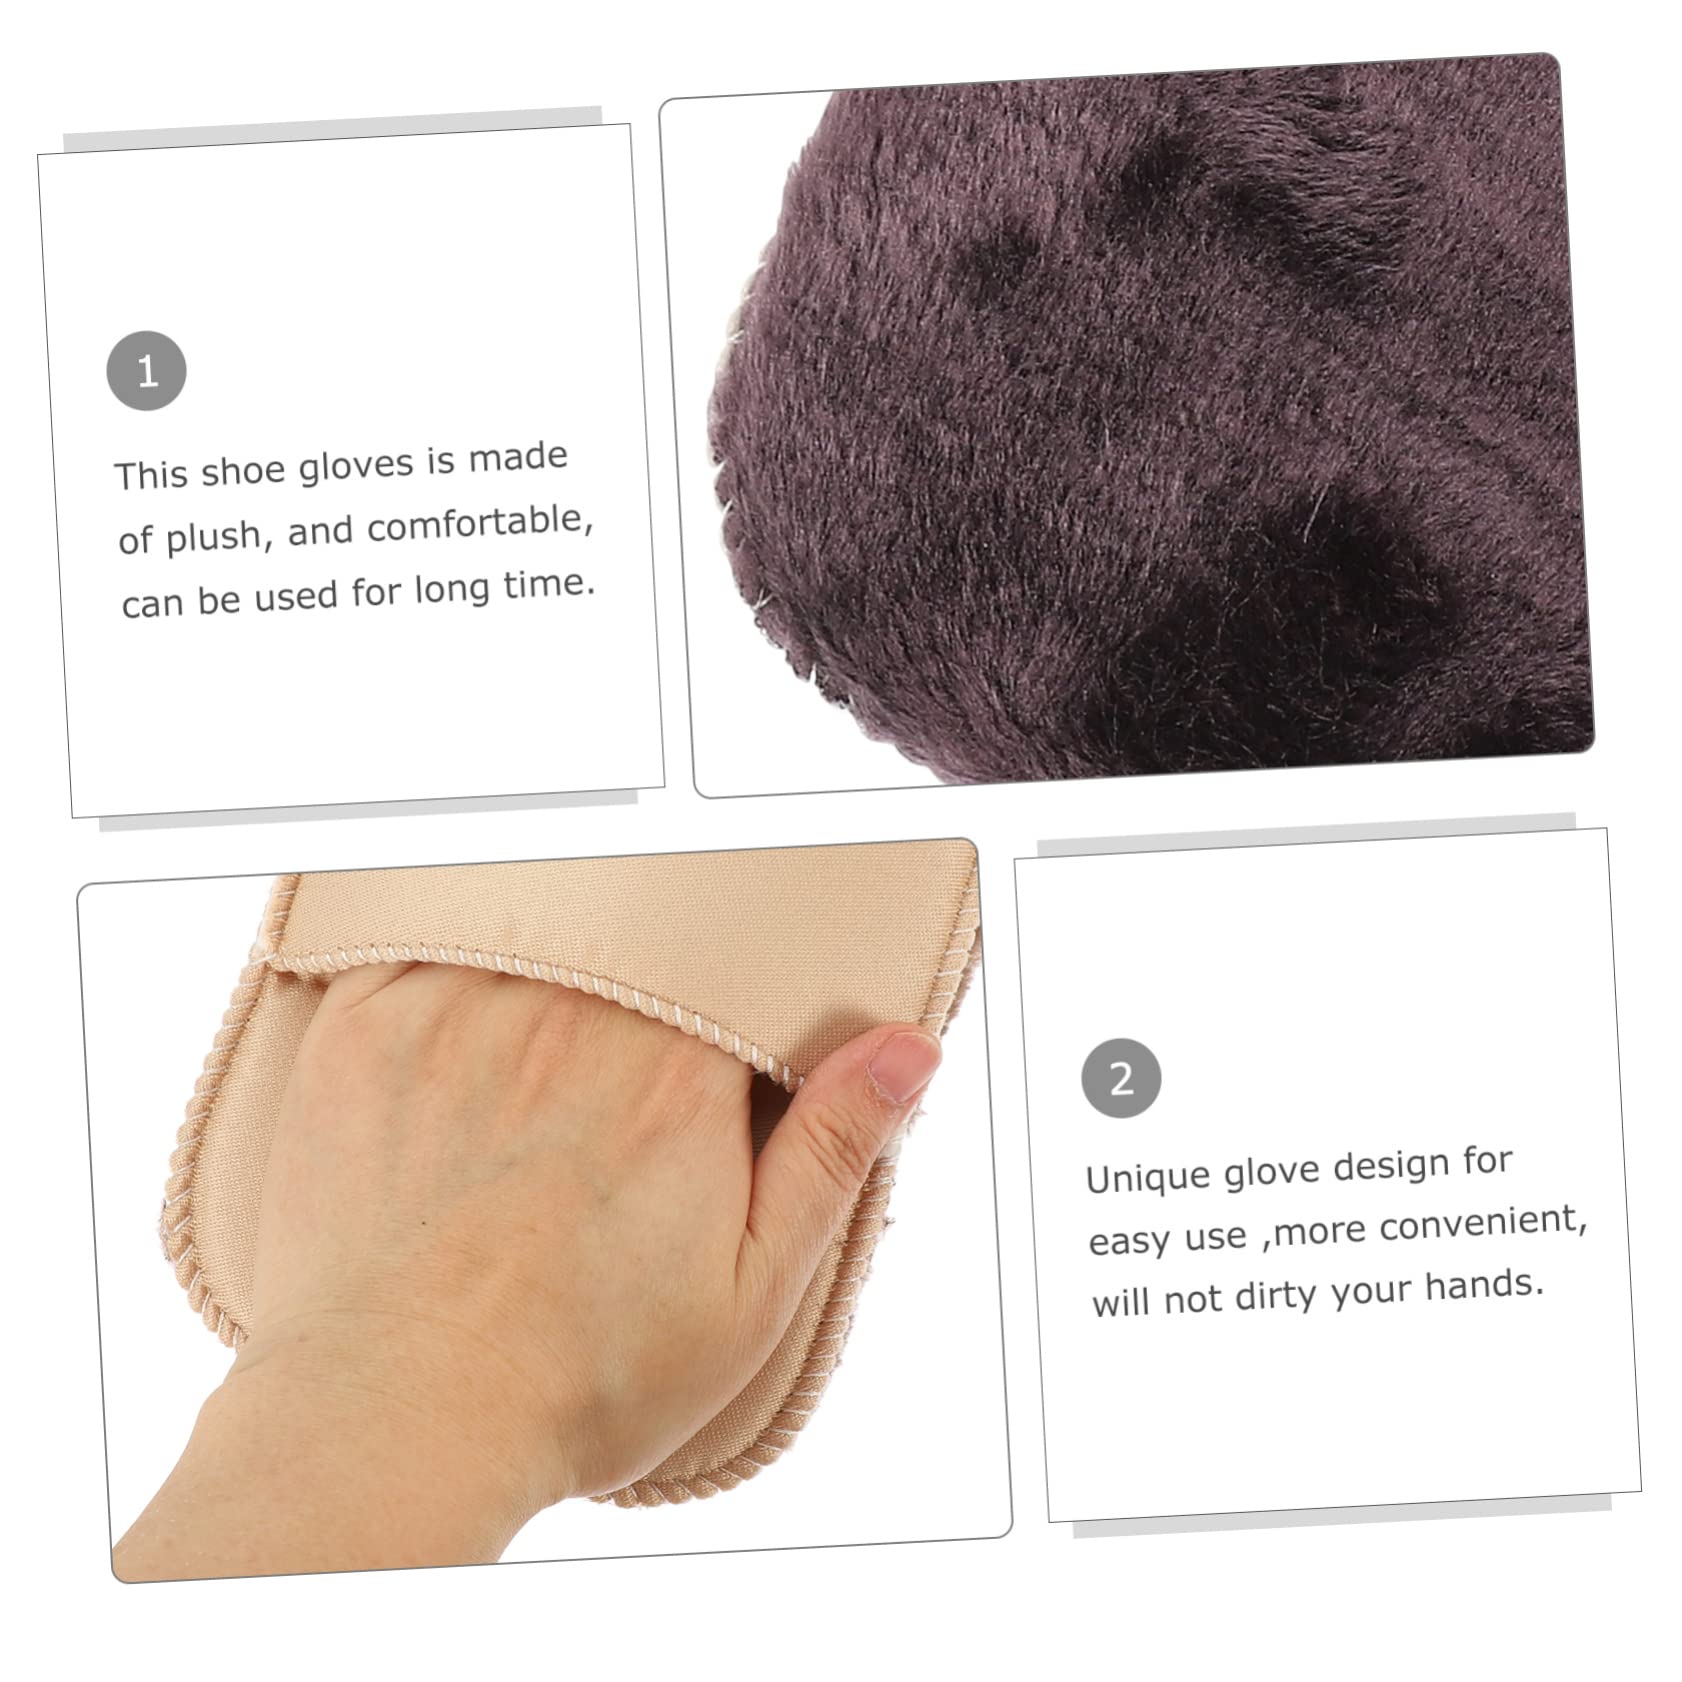 1
This shoe gloves is made
of plush, and comfortable,
can be used for long time.
2
Unique glove design for
easy use ,more convenient,
will not dirty your hands.